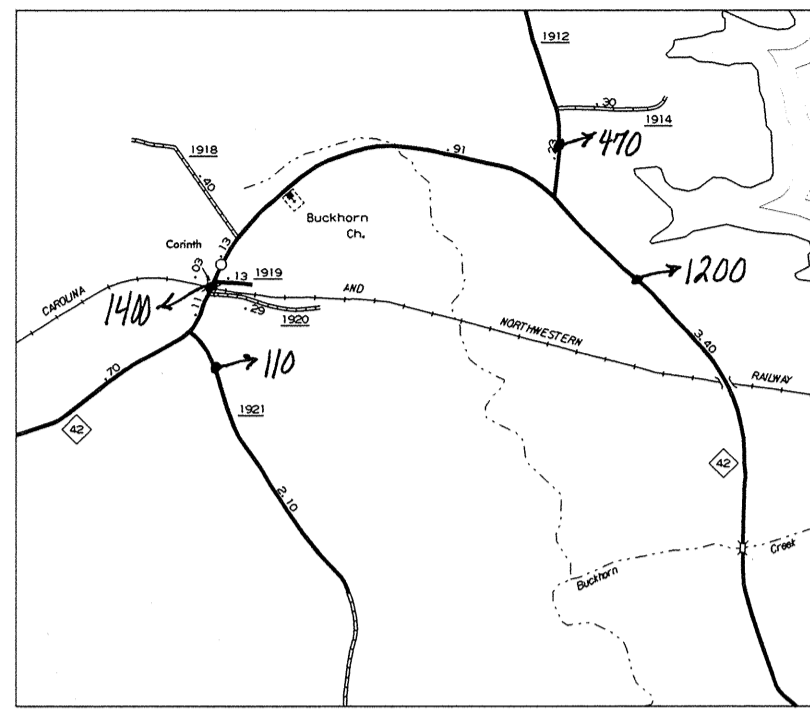 1912
.30
1914
.23
470
1918
.91
.40
Buckhorn
Ch.
Corinth
.13
.03
.13
1919
1200
CAROLINA
AND
1400
.11
.29
1920
NORTHWESTERN
3.40
RAILWAY
110
.70
1921
42
42
2.10
Buckhorn
Creek